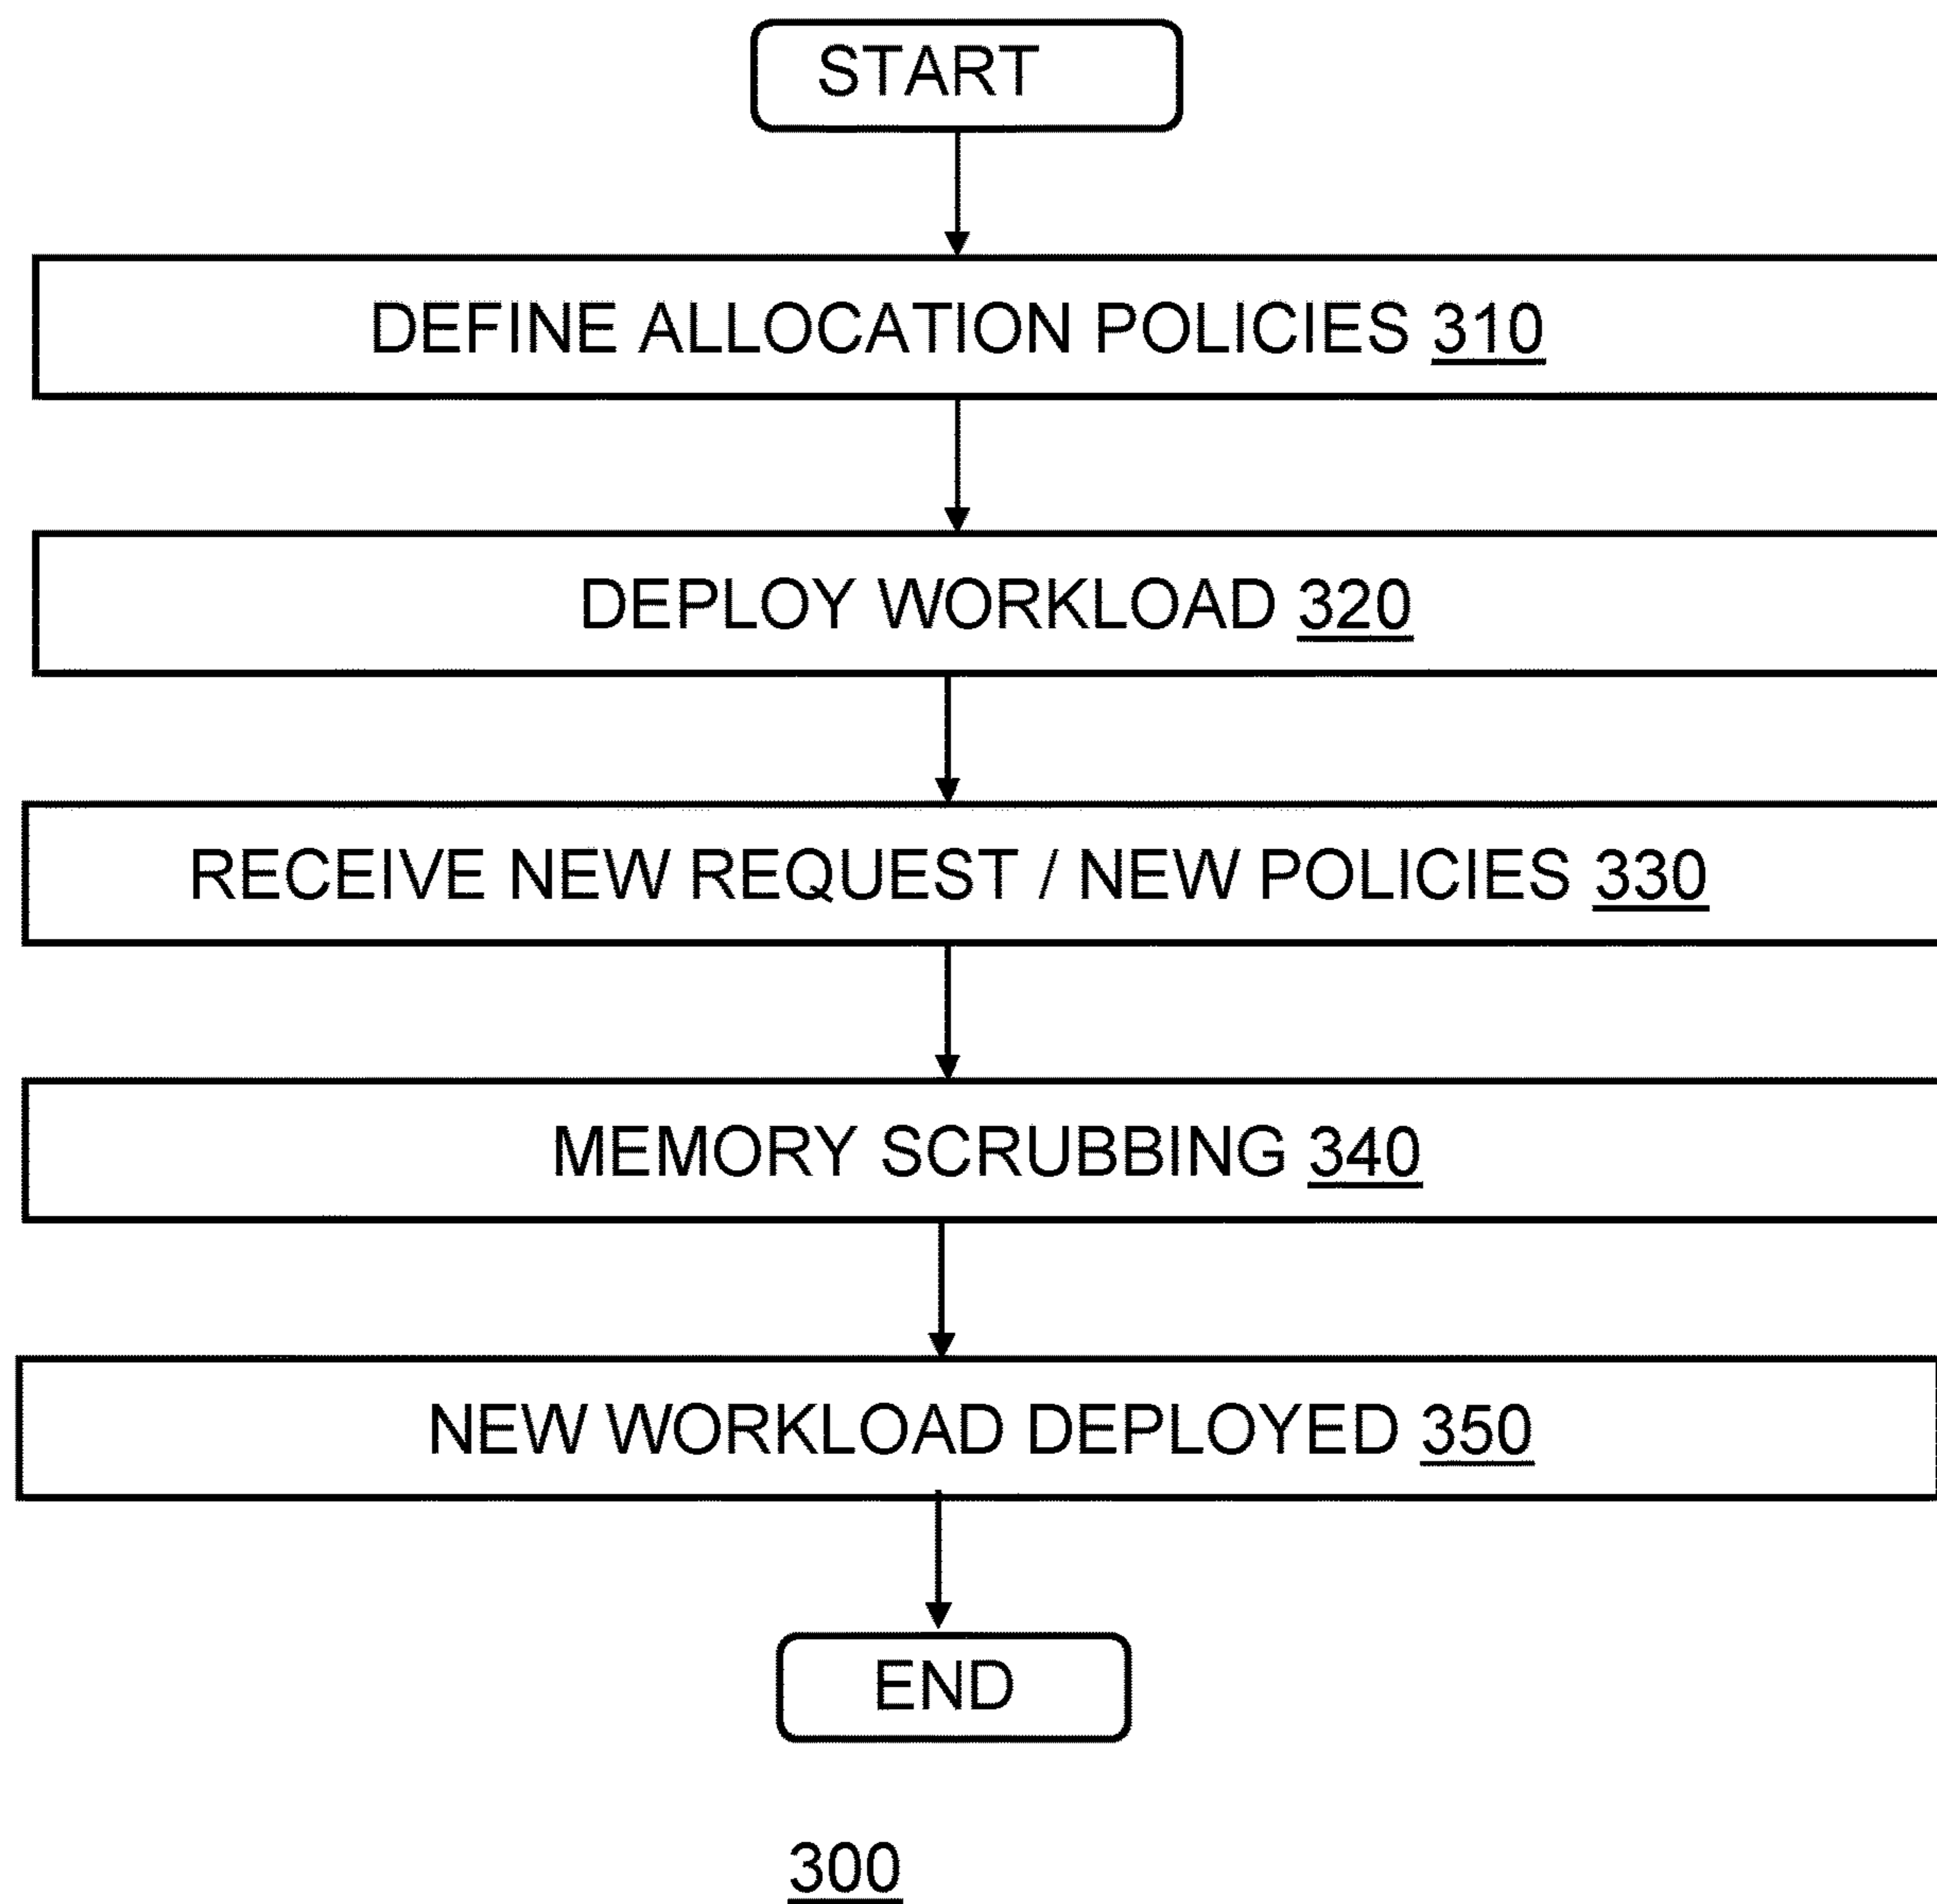 START
DEFINE ALLOCATION POLICIES 310
DEPLOY WORKLOAD 320
RECEIVE NEW REQUEST / NEW POLICIES 330
MEMORY SCRUBBING 340
NEW WORKLOAD DEPLOYED 350
END
300